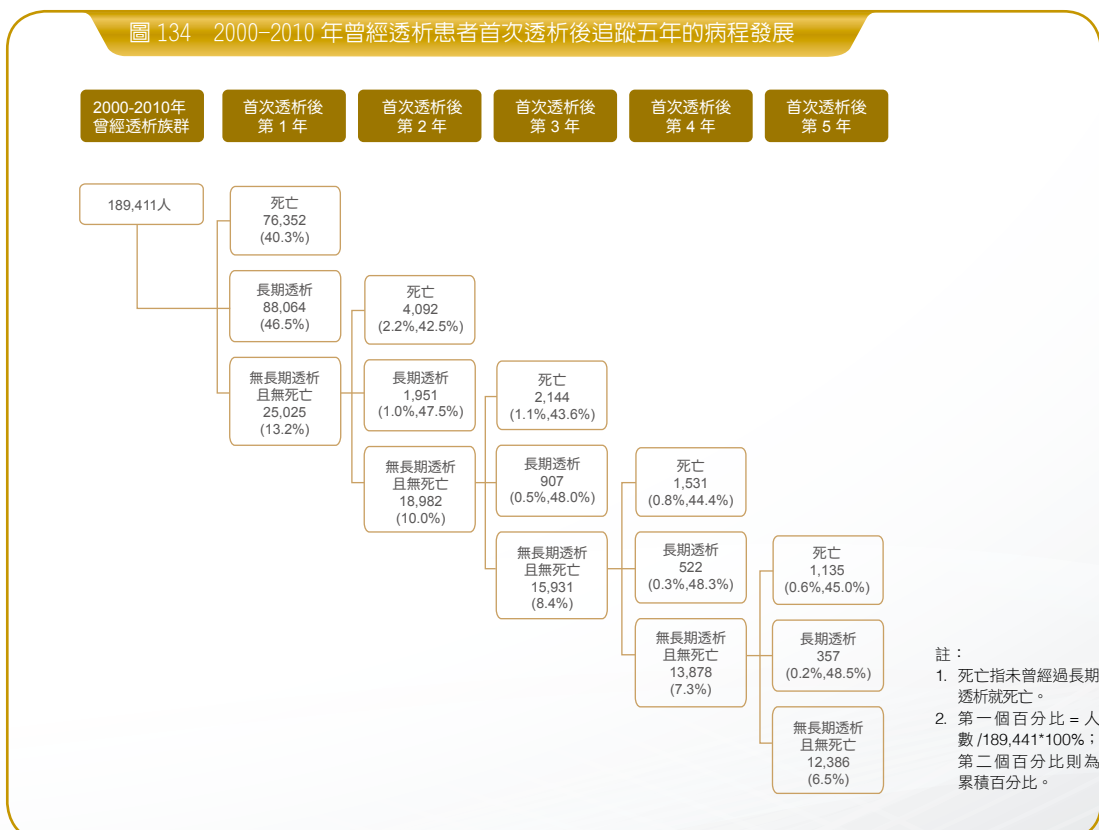 圖 134 2000-2010 年曾經透析患者首次透析後追蹤五年的病程發展
2000-2010年
曾經透析族群
首次透析後
第 1 年
首次透析後
第 2 年
首次透析後
第 3 年
首次透析後
第 4 年
首次透析後
第 5 年
189,411人
死亡
76,352
(40.3%)
長期透析
88,064
(46.5%)
無長期透析
且無死亡
25,025
(13.2%)
死亡
4,092
(2.2%,42.5%)
長期透析
1,951
(1.0%,47.5%)
無長期透析
且無死亡
18,982
(10.0%)
死亡
2,144
(1.1%,43.6%)
長期透析
907
(0.5%,48.0%)
無長期透析
且無死亡
15,931
(8.4%)
死亡
1,531
(0.8%,44.4%)
長期透析
522
(0.3%,48.3%)
無長期透析
且無死亡
13,878
(7.3%)
死亡
1,135
(0.6%,45.0%)
長期透析
357
(0.2%,48.5%)
無長期透析
且無死亡
12,386
(6.5%)
註：
1. 死亡指未曾經過長期
透析就死亡。
2. 第一個百分比 = 人
數 /189,441*100%；
第二個百分比則為
累積百分比。